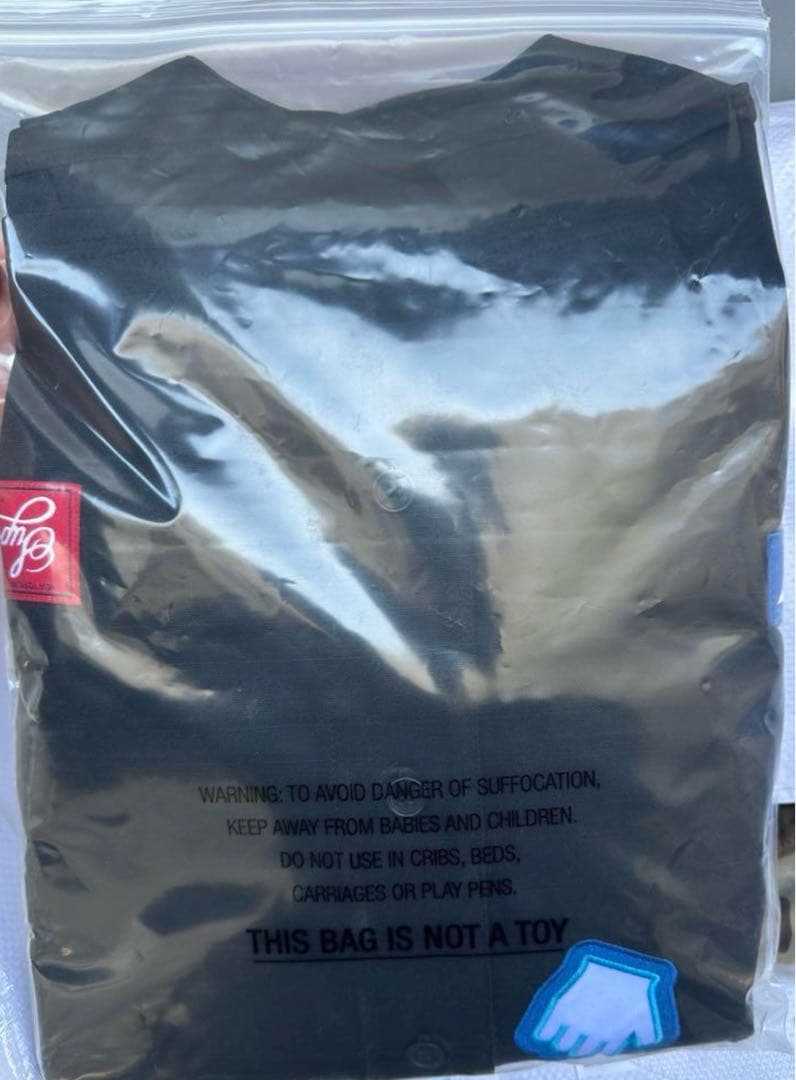 WARNING: TO AVOID DANGER OF SUFFOCATION,
KEEP AWAY FROM BABIES AND CHILDREN.
DO NOT USE IN CRIBS, BEDS,
CARRIAGES OR PLAY PENS.
THIS BAG IS NOT A TOY